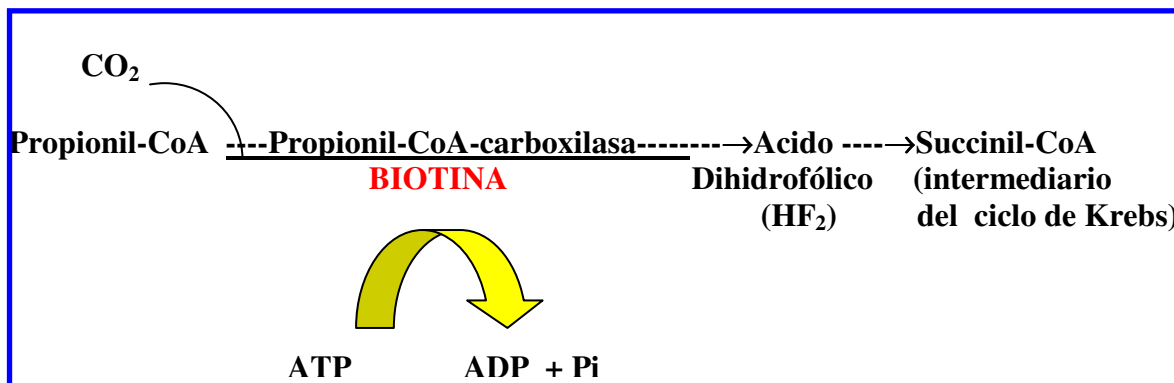 CO₂
Propionil-CoA ----Propionil-CoA-carboxilasa--------→Acido ----→Succinil-CoA
BIOTINA Dihidrofólico (intermediario
(HF₂) del ciclo de Krebs)
ATP ADP + Pi